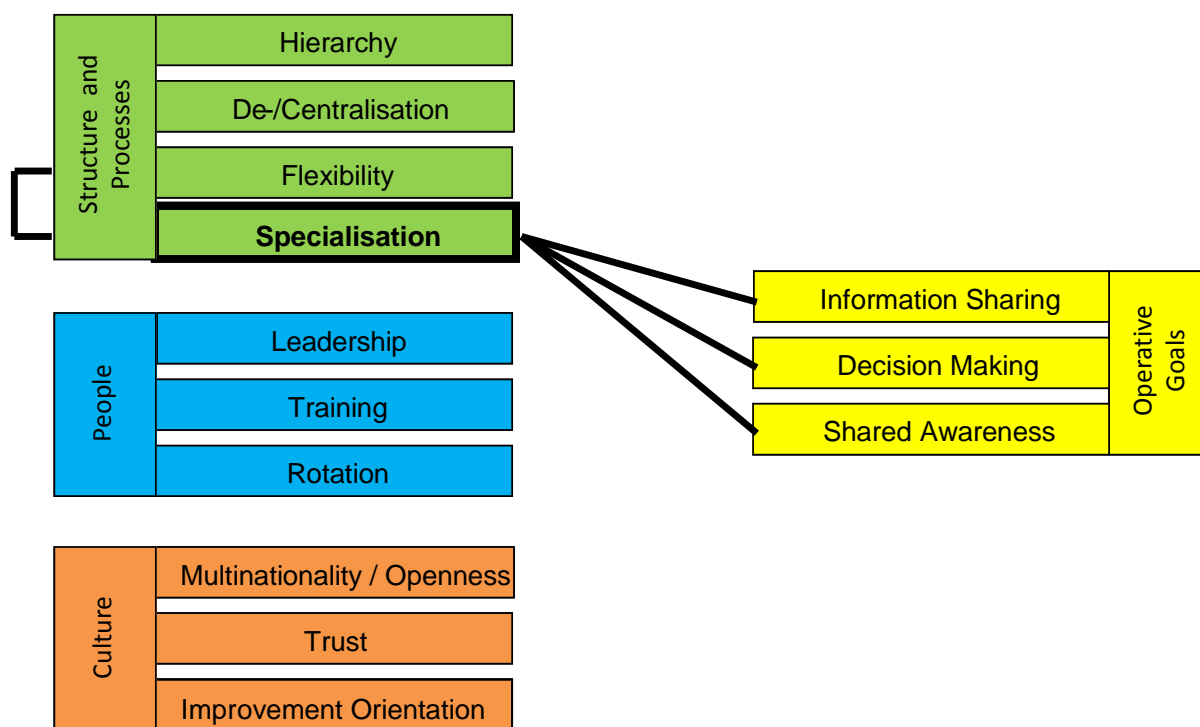 Structure and
Processes
Hierarchy
De-/Centralisation
Flexibility
Specialisation
People
Leadership
Training
Rotation
Culture
Multinationality / Openness
Trust
Improvement Orientation
Information Sharing
Decision Making
Shared Awareness
Operative
Goals